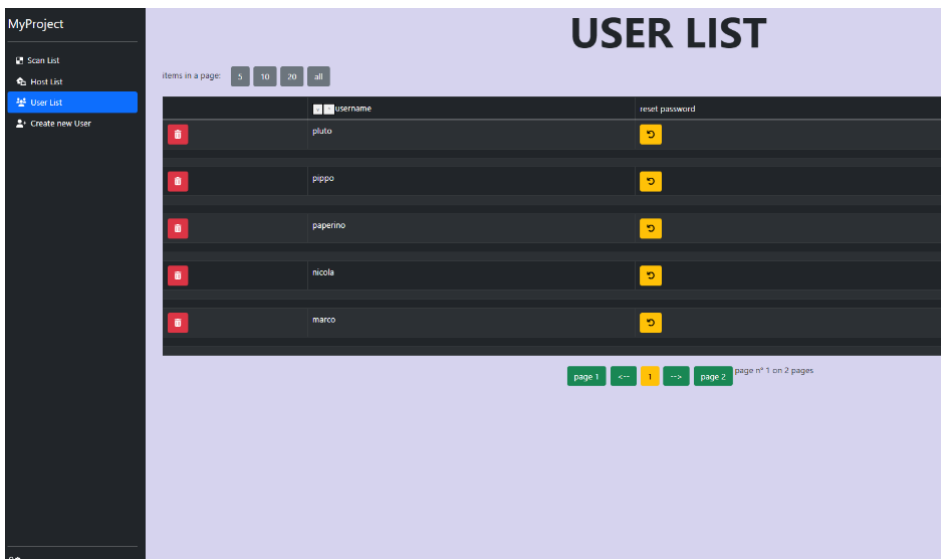 MyProject
USER LIST
Scan List
Host List
User List
Create new User
items in a page: 5 10 20 all
username reset password
pluto
pippo
paperino
nicola
marco
page 1 <-- 1 --> page 2 page n° 1 on 2 pages